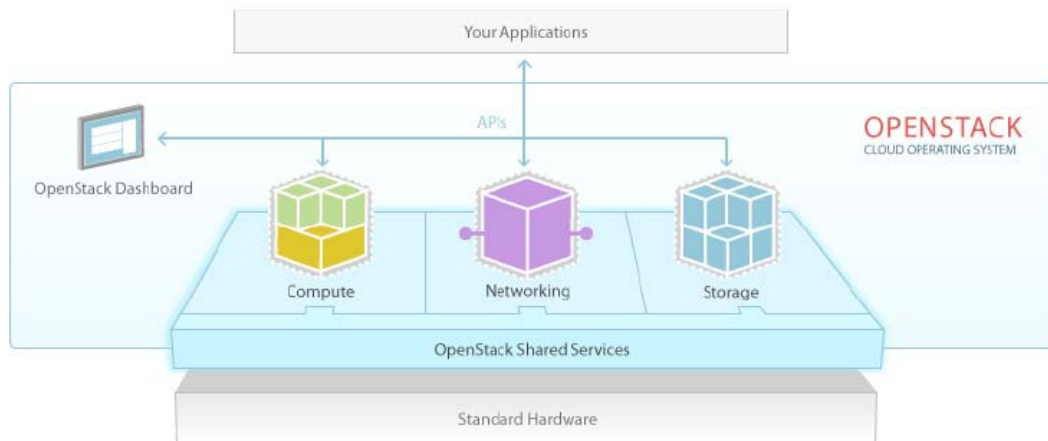 Your Applications
APIs
OPENSTACK
CLOUD OPERATING SYSTEM
OpenStack Dashboard
Compute
Networking
Storage
OpenStack Shared Services
Standard Hardware